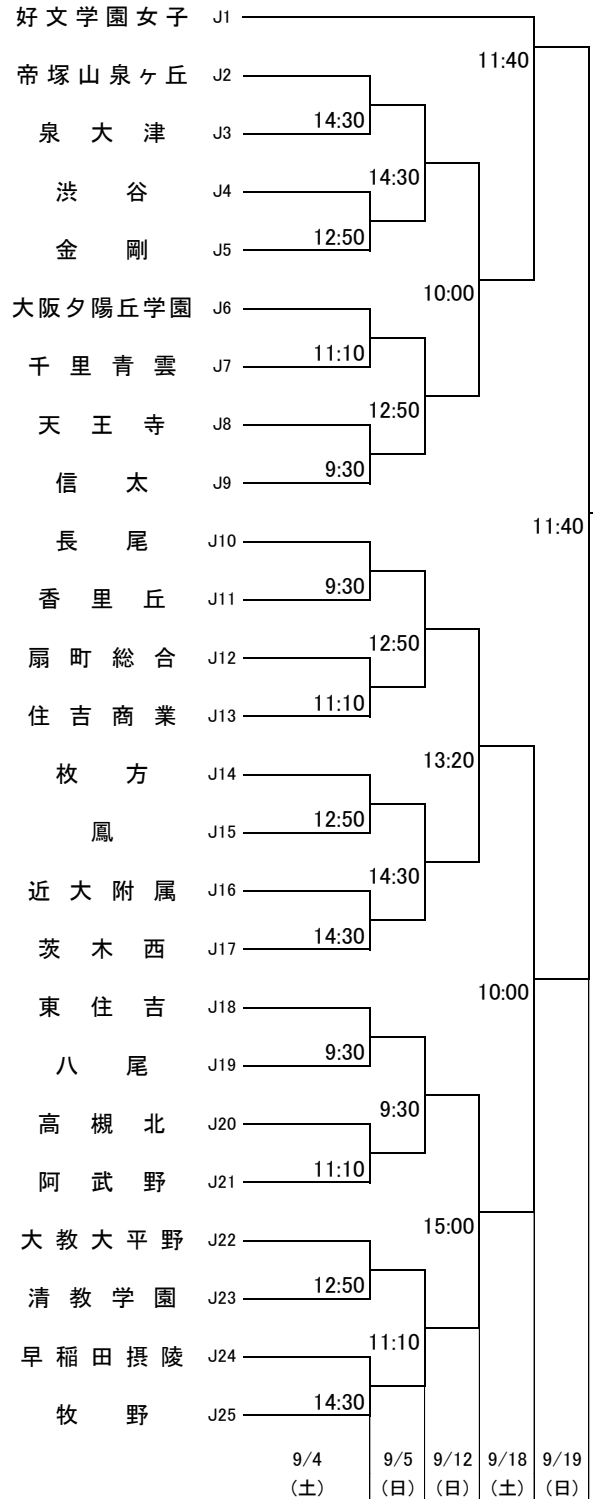 好文学園女子 J1
11:40
帝塚山泉ヶ丘 J2
泉大津 J3 14:30
渋谷 J4 14:30
金剛 J5 12:50
10:00
大阪夕陽丘学園 J6
千里青雲 J7 11:10
天王寺 J8 12:50
信太 J9 9:30
11:40
長尾 J10
香里丘 J11 9:30
扇町総合 J12 12:50
住吉商業 J13 11:10
13:20
枚方 J14
鳳 J15 12:50
近大附属 J16 14:30
茨木西 J17 14:30
10:00
東住吉 J18
八尾 J19 9:30
高槻北 J20 9:30
阿武野 J21 11:10
15:00
大教大平野 J22
清教学園 J23 12:50
早稲田摂陵 J24 11:10
牧野 J25 14:30
9/4 9/5 9/12 9/18 9/19
（土） （日） （日） （土） （日）